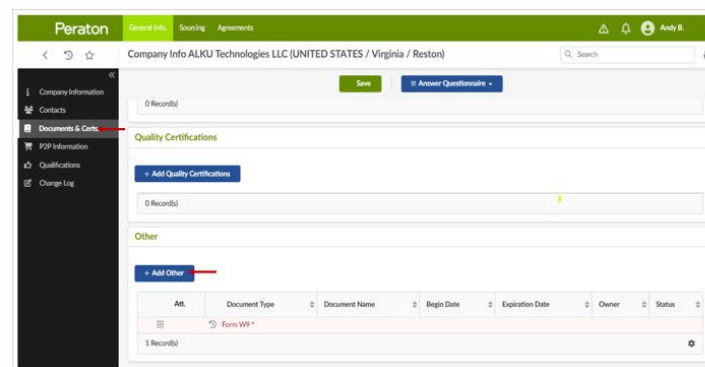 Peraton General Info. Sourcing Agreements Andy B.
Company Info ALKU Technologies LLC (UNITED STATES / Virginia / Reston) Search
Company Information
Contacts
Documents & Certs.
P2P Information
Qualifications
Change Log
Save Answer Questionnaire
0 Record(s)
Quality Certifications
+ Add Quality Certifications
0 Record(s)
Other
+ Add Other
Att. Document Type Document Name Begin Date Expiration Date Owner Status
Form W9 *
1 Record(s)